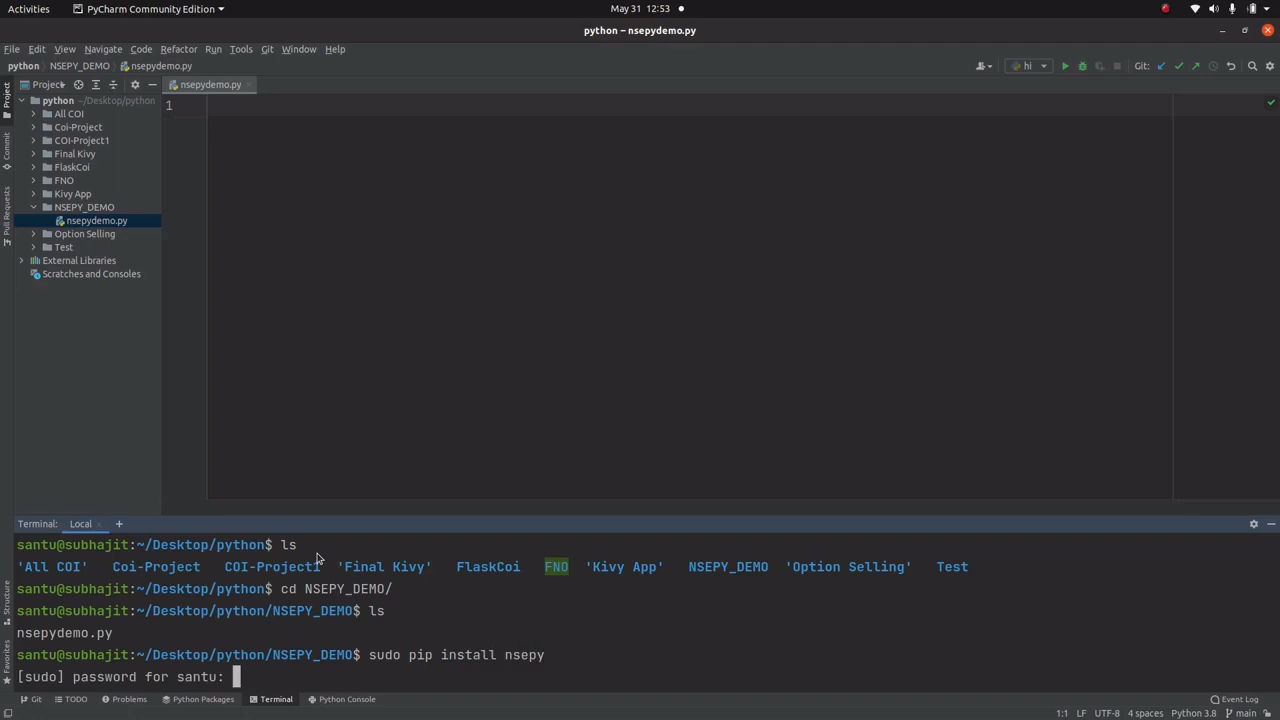 Activities
PyCharm Community Edition
May 31 12:53
python – nsepydemo.py
File Edit View Navigate Code Refactor Run Tools Git Window Help
python NSEPY_DEMO nsepydemo.py
hi
Git:
Project
nsepydemo.py
python ~/Desktop/python
1
All COI
Coi-Project
COI-Project1
Final Kivy
FlaskCoi
FNO
Kivy App
NSEPY_DEMO
nsepydemo.py
Option Selling
Test
External Libraries
Scratches and Consoles
Project
Commit
Pull Requests
Structure
Favorites
Terminal: Local +
santu@subhajit:~/Desktop/python$ ls
'All COI' Coi-Project COI-Project1 'Final Kivy' FlaskCoi FNO 'Kivy App' NSEPY_DEMO 'Option Selling' Test
santu@subhajit:~/Desktop/python$ cd NSEPY_DEMO/
santu@subhajit:~/Desktop/python/NSEPY_DEMO$ ls
nsepydemo.py
santu@subhajit:~/Desktop/python/NSEPY_DEMO$ sudo pip install nsepy
[sudo] password for santu:
Git TODO Problems Python Packages Terminal Python Console Event Log
1:1 LF UTF-8 4 spaces Python 3.8 main